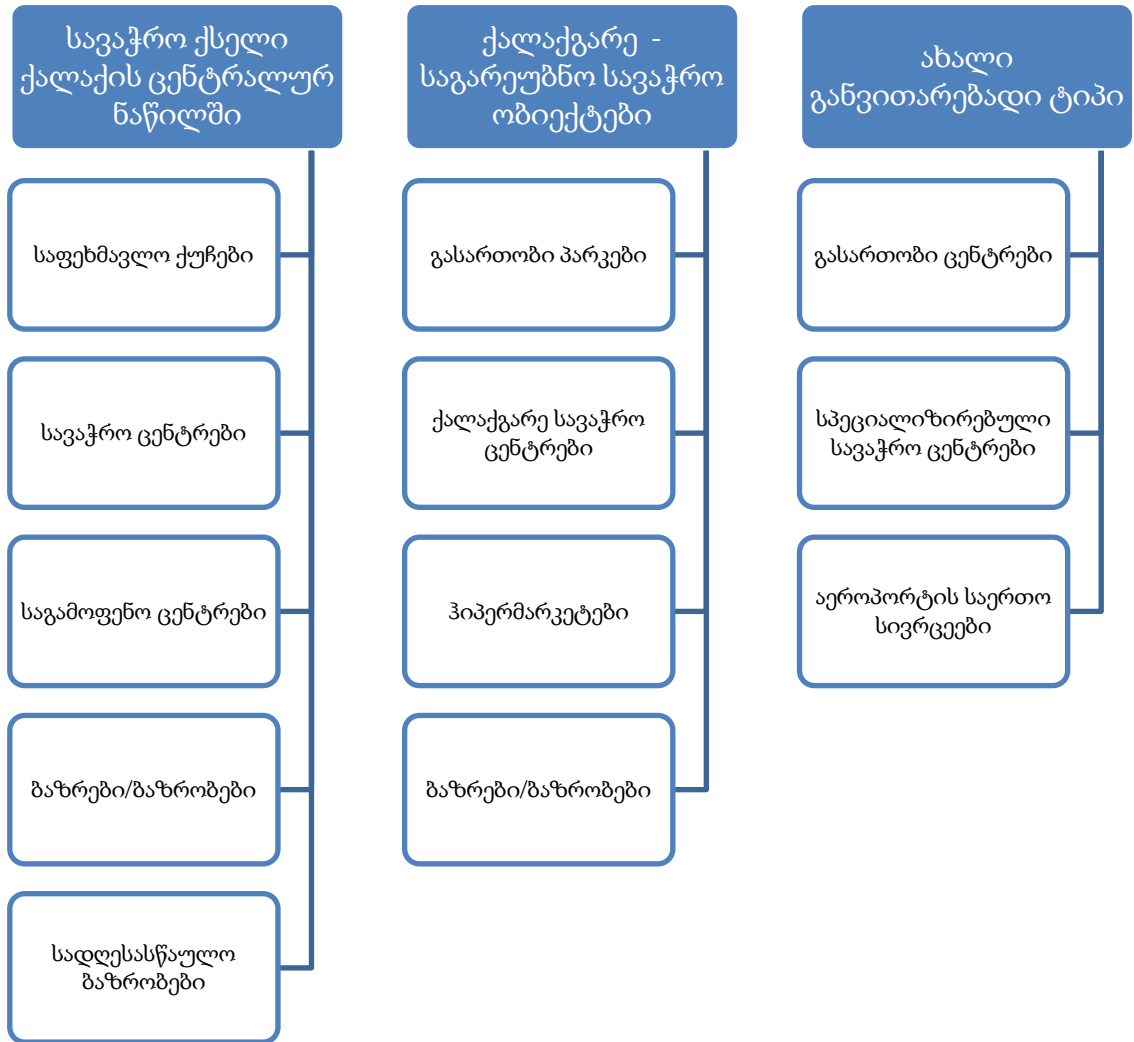 სავაჭრო ქსელი
ქალაქის ცენტრალურ
ნაწილში
საფეხმავლო ქუჩები
სავაჭრო ცენტრები
საგამოფენო ცენტრები
ბაზრები/ბაზრობები
სადღესასწაულო
ბაზრობები
ქალაქგარე -
საგარეუბნო სავაჭრო
ობიექტები
გასართობი პარკები
ქალაქგარე სავაჭრო
ცენტრები
ჰიპერმარკეტები
ბაზრები/ბაზრობები
ახალი
განვითარებადი ტიპი
გასართობი ცენტრები
სპეციალიზირებული
სავაჭრო ცენტრები
აეროპორტის საერთო
სივრცეები